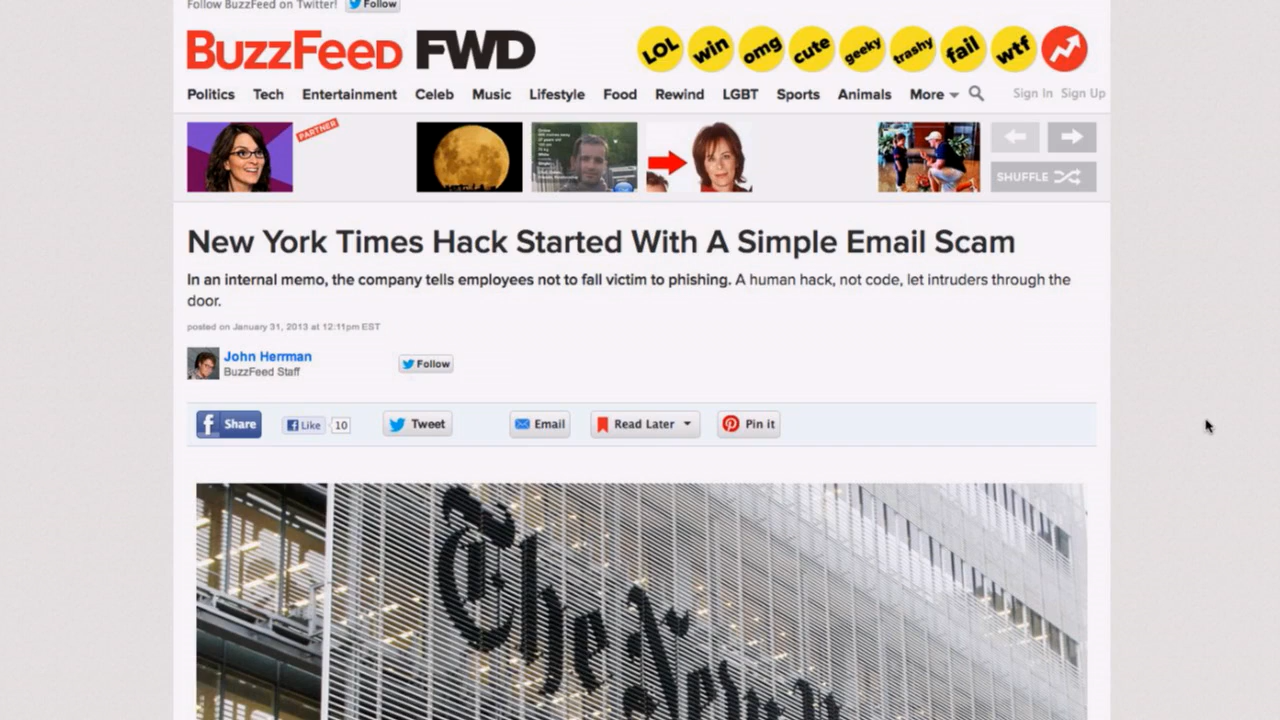 Follow BuzzFeed on Twitter! Follow
BuzzFeed FWD
LOL win omg cute geeky trashy fail wtf
Politics Tech Entertainment Celeb Music Lifestyle Food Rewind LGBT Sports Animals More Sign In Sign Up
PARTNER
SHUFFLE
New York Times Hack Started With A Simple Email Scam
In an internal memo, the company tells employees not to fall victim to phishing. A human hack, not code, let intruders through the
door.
posted on January 31, 2013 at 12:11pm EST
John Herrman
BuzzFeed Staff
Follow
f Share Like 10 Tweet Email Read Later Pin it
The New York